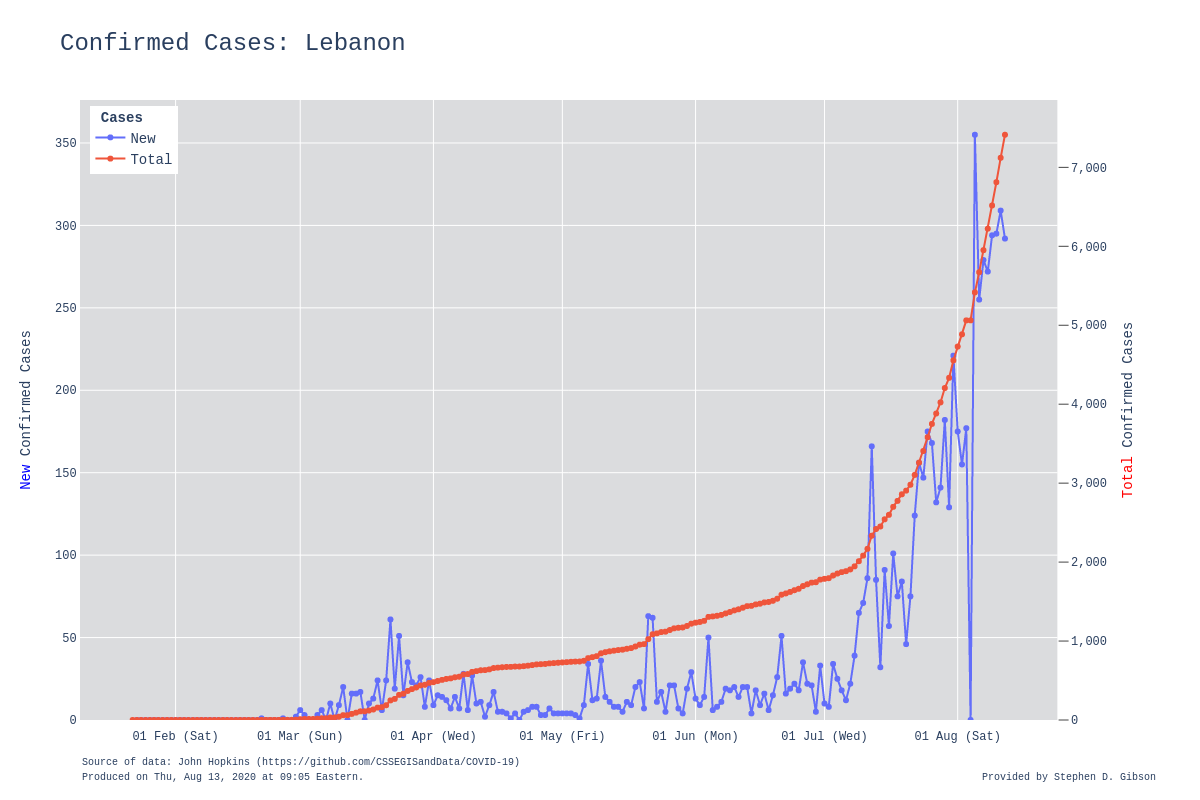 Confirmed Cases: Lebanon
Cases
New
Total
350
300
250
200
150
100
50
0
7,000
6,000
5,000
4,000
3,000
2,000
1,000
0
New Confirmed Cases
Total Confirmed Cases
01 Feb (Sat) 01 Mar (Sun) 01 Apr (Wed) 01 May (Fri) 01 Jun (Mon) 01 Jul (Wed) 01 Aug (Sat)
Source of data: John Hopkins (https://github.com/CSSEGISandData/COVID-19)
Produced on Thu, Aug 13, 2020 at 09:05 Eastern.
Provided by Stephen D. Gibson